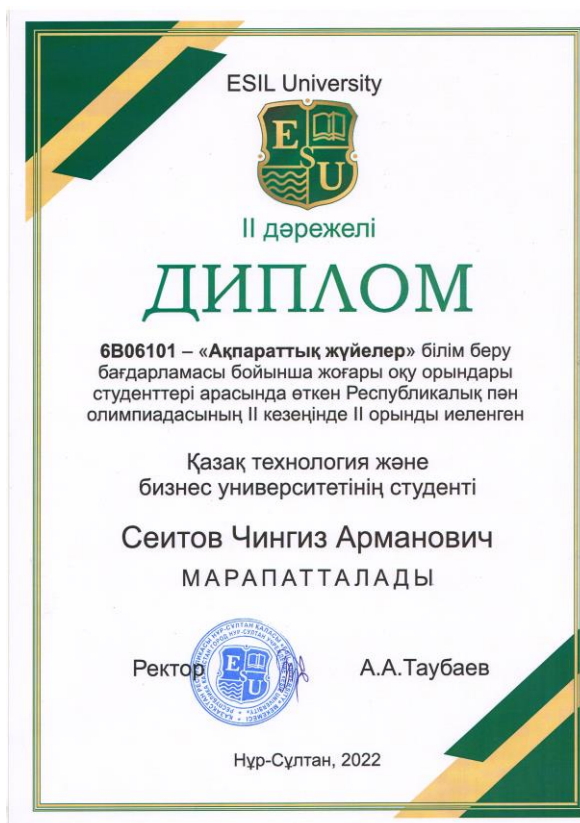 ESIL University
E
S
U
II дәрежелі
ДИПЛОМ
6В06101 – «Ақпараттық жүйелер» білім беру
бағдарламасы бойынша жоғары оқу орындары
студенттері арасында өткен Республикалық пән
олимпиадасының II кезеңінде II орынды иеленген
Қазақ технология және
бизнес университетінің студенті
Сеитов Чингиз Арманович
МАРАПАТТАЛАДЫ
Ректор
А.А.Таубаев
E
S
U
Нұр-Сұлтан, 2022